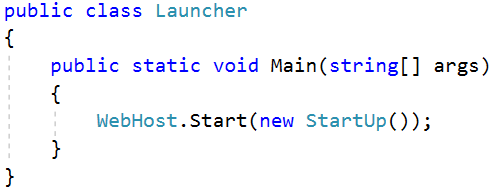 public class Launcher
{
    public static void Main(string[] args)
    {
        WebHost.Start(new StartUp());
    }
}